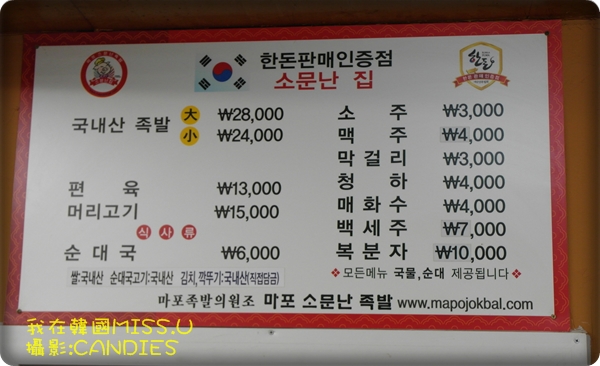 한돈판매인증점
소문난 집
한돈
국내산 족발 大 ₩28,000
小 ₩24,000
편 육 ₩13,000
머리고기 ₩15,000
식사류
순대국 ₩6,000
쌀:국내산 순대국고기:국내산 김치,깍두기:국내산(직접담금)
소 주 ₩3,000
맥 주 ₩4,000
막걸리 ₩3,000
청 하 ₩4,000
매화수 ₩4,000
백세주 ₩7,000
복분자 ₩10,000
❖모든메뉴 국물,순대 제공됩니다❖
마포족발의원조 마포 소문난 족발 www.mapojokbal.com
我在韓國MISS.U
攝影:CANDIES